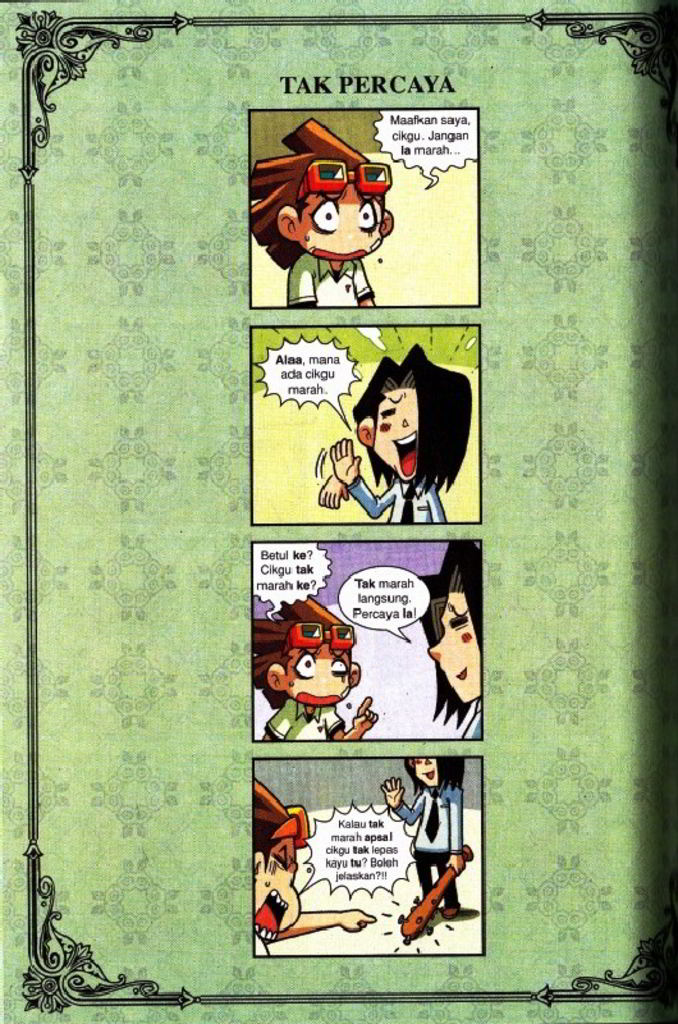 TAK PERCAYA
Maafkan saya,
cikgu. Jangan
la marah...
Alaa, mana
ada cikgu
marah.
Betul ke?
Cikgu tak
marah ke?
Tak marah
langsung.
Percaya la!
Kalau tak
marah apsal
cikgu tak lepas
kayu tu? Boleh
jelaskan?!!